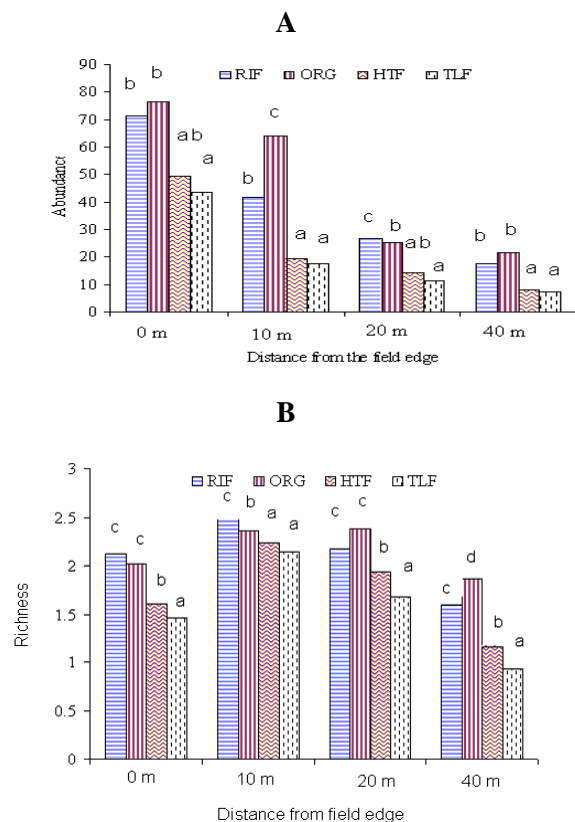 A
90
80
70
60
50
40
30
20
10
0
Abundance
RIF ORG HTF TLF
b b ab a
b c a a
c b ab a
b b a a
0 m 10 m 20 m 40 m
Distance from the field edge
B
3
2.5
2
1.5
1
0.5
0
Richness
RIF ORG HTF TLF
c c b a
c b a a
c c b a
c d b a
0 m 10 m 20 m 40 m
Distance from field edge